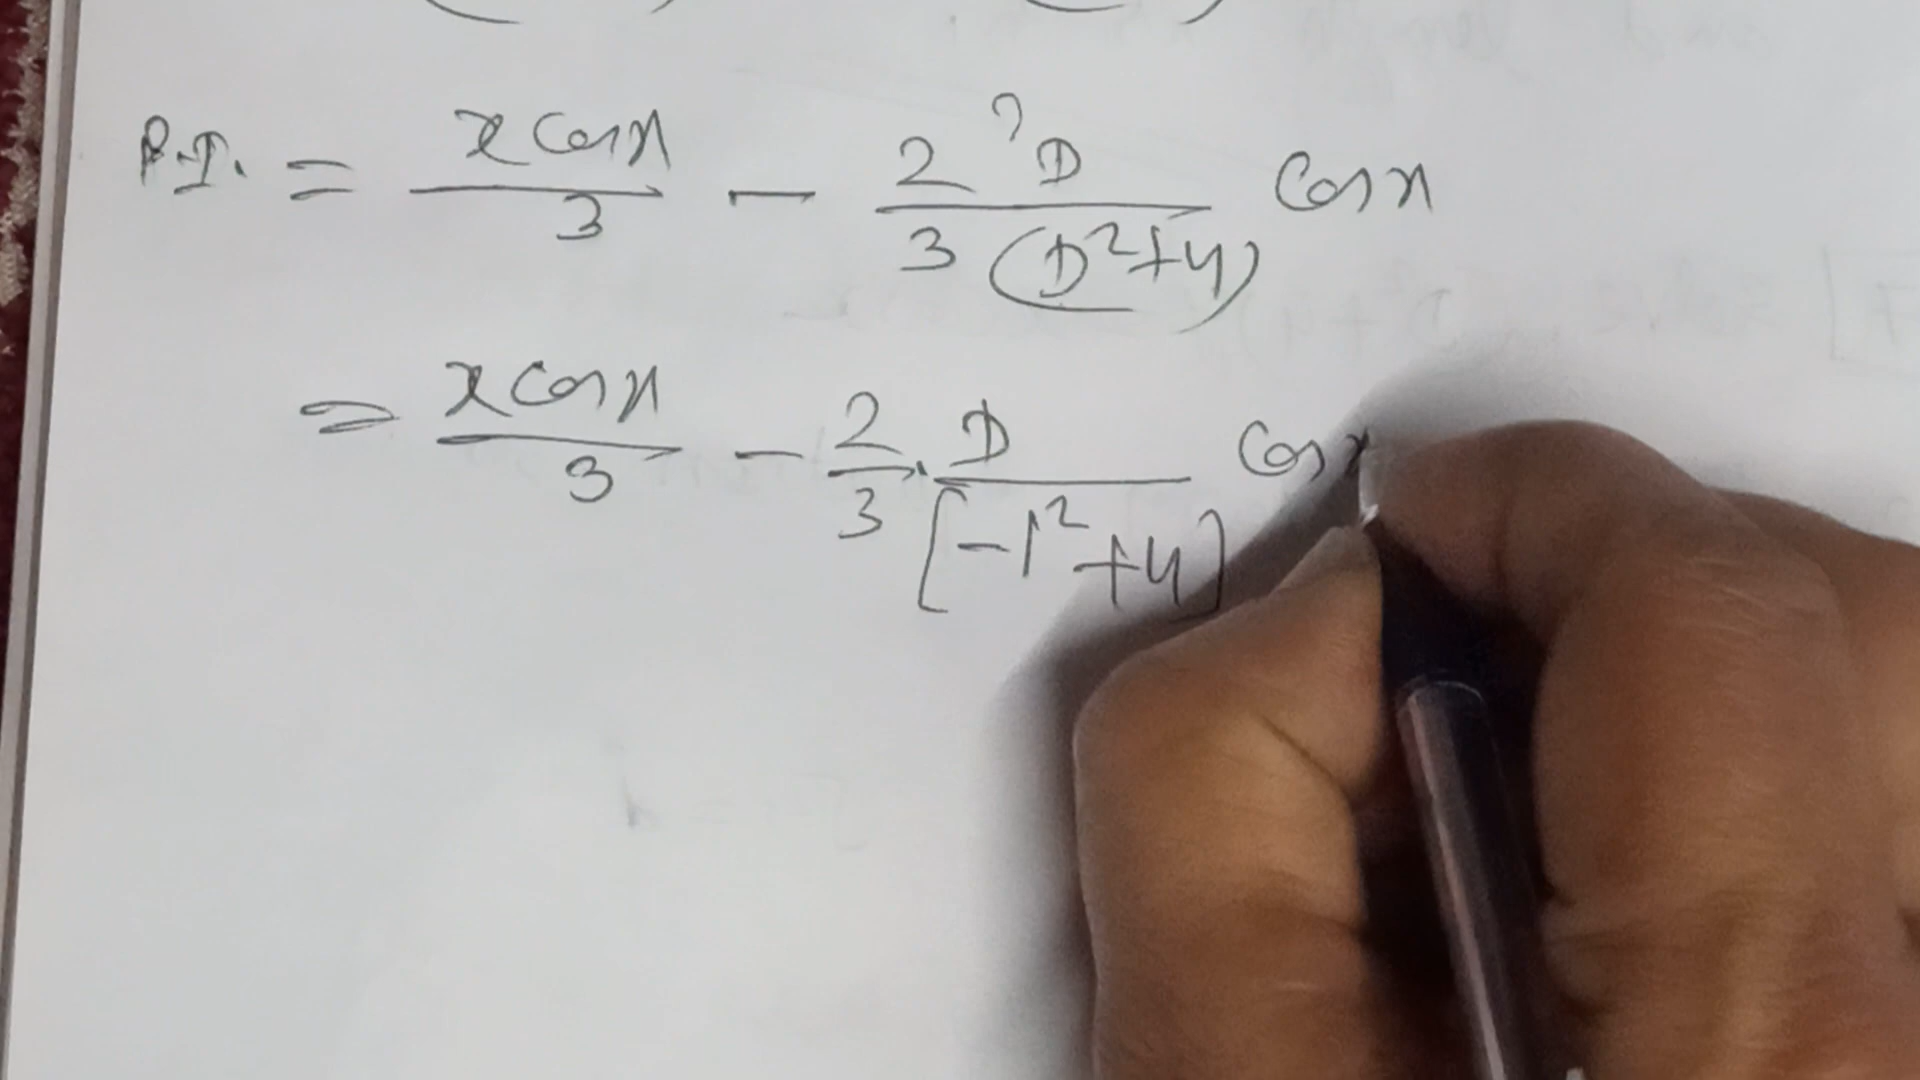 P.I. = x cos x / 3 - 2 D / 3 (D²+4) cos x
= x cos x / 3 - 2/3 . D / [-1²+4] cos x